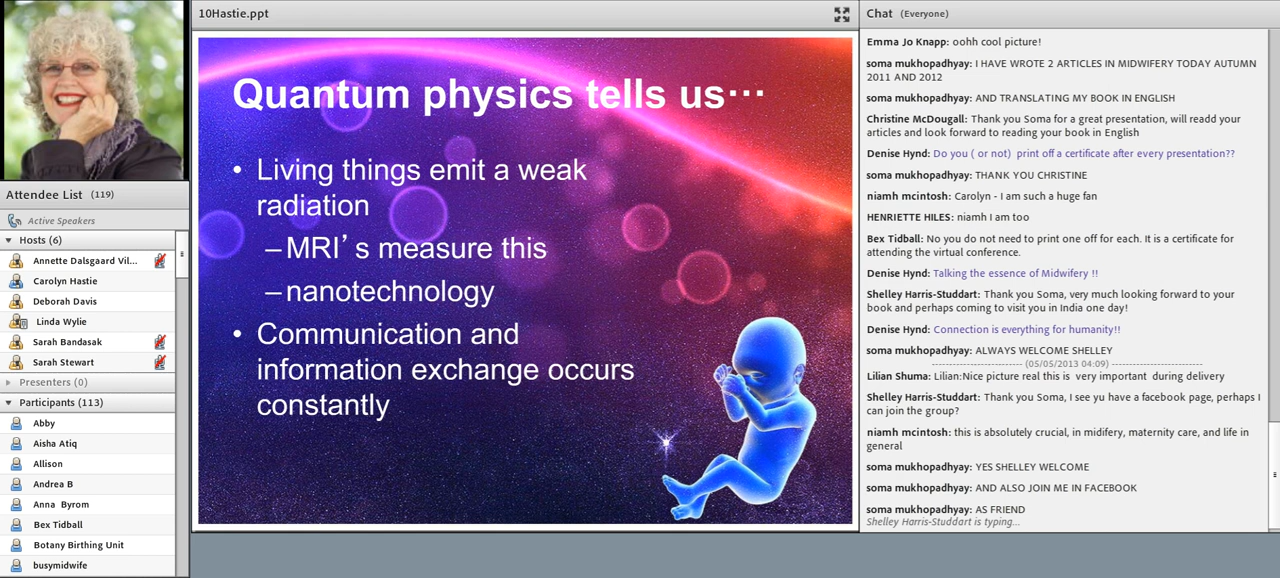 Attendee List (119)
Active Speakers
Hosts (6)
Annette Dalsgaard Vil...
Carolyn Hastie
Deborah Davis
Linda Wylie
Sarah Bandasak
Sarah Stewart
Presenters (0)
Participants (113)
Abby
Aisha Atiq
Allison
Andrea B
Anna Byrom
Bex Tidball
Botany Birthing Unit
busymidwife
10Hastie.ppt
Quantum physics tells us…
• Living things emit a weak
radiation
–MRI’s measure this
–nanotechnology
• Communication and
information exchange occurs
constantly
Chat (Everyone)
Emma Jo Knapp: oohh cool picture!
soma mukhopadhyay: I HAVE WROTE 2 ARTICLES IN MIDWIFERY TODAY AUTUMN
2011 AND 2012
soma mukhopadhyay: AND TRANSLATING MY BOOK IN ENGLISH
Christine McDougall: Thank you Soma for a great presentation, will readd your
articles and look forward to reading your book in English
Denise Hynd: Do you ( or not) print off a certificate after every presentation??
soma mukhopadhyay: THANK YOU CHRISTINE
niamh mcintosh: Carolyn - I am such a huge fan
HENRIETTE HILES: niamh I am too
Bex Tidball: No you do not need to print one off for each. It is a certificate for
attending the virtual conference.
Denise Hynd: Talking the essence of Midwifery !!
Shelley Harris-Studdart: Thank you Soma, very much looking forward to your
book and perhaps coming to visit you in India one day!
Denise Hynd: Connection is everything for humanity!!
soma mukhopadhyay: ALWAYS WELCOME SHELLEY
(05/05/2013 04:09)
Lilian Shuma: Lilian:Nice picture real this is very important during delivery
Shelley Harris-Studdart: Thank you Soma, I see yu have a facebook page, perhaps I
can join the group?
niamh mcintosh: this is absolutely crucial, in midifery, maternity care, and life in
general
soma mukhopadhyay: YES SHELLEY WELCOME
soma mukhopadhyay: AND ALSO JOIN ME IN FACEBOOK
soma mukhopadhyay: AS FRIEND
Shelley Harris-Studdart is typing...